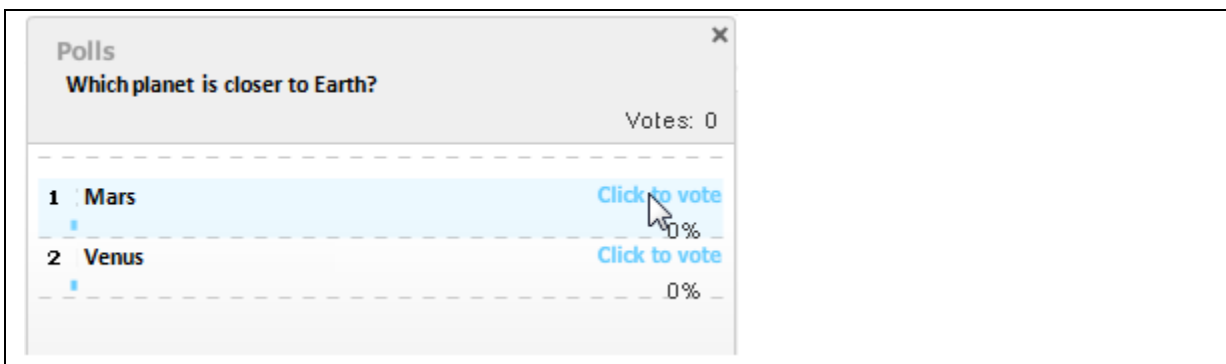 Polls
Which planet is closer to Earth?
Votes: 0
1 Mars Click to vote
0%
2 Venus Click to vote
0%